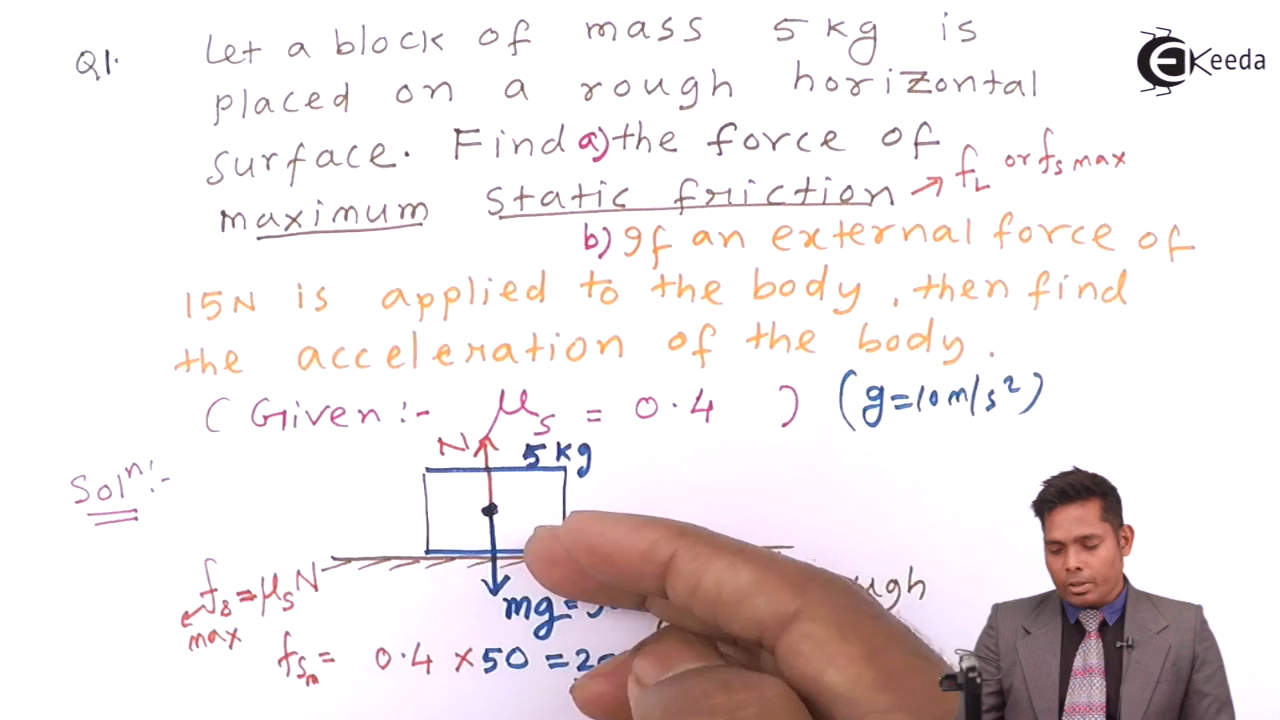 Q1. Let a block of mass 5 kg is
placed on a rough horizontal
surface. Find a) the force of
maximum static friction → fL or fs max
b) If an external force of
15N is applied to the body, then find
the acceleration of the body.
(Given :- μs = 0.4) (g=10m/s²)
Solⁿ:-
N
5 kg
fs = μsN
max
mg=
fsm = 0.4 × 50 =
EKeeda